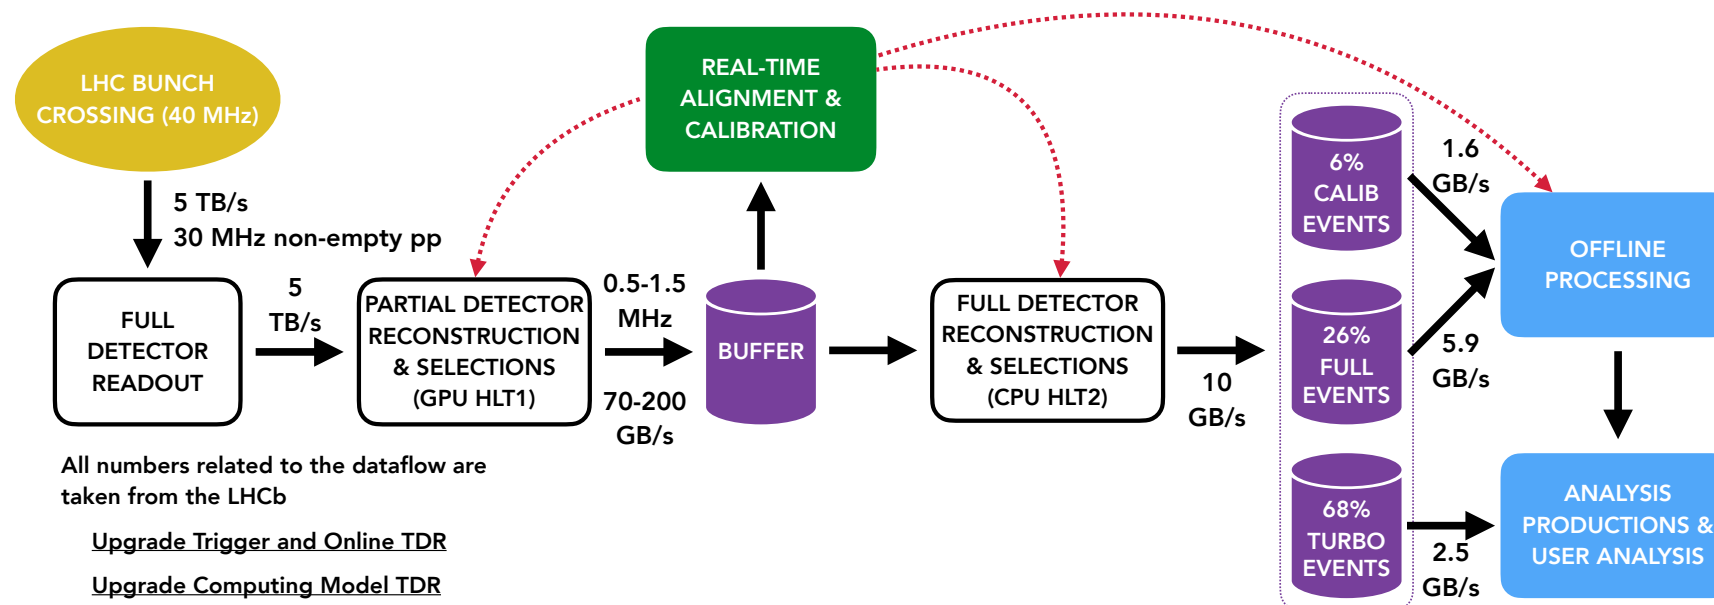 LHC BUNCH
CROSSING (40 MHz)
5 TB/s
30 MHz non-empty pp
FULL
DETECTOR
READOUT
5
TB/s
PARTIAL DETECTOR
RECONSTRUCTION
& SELECTIONS
(GPU HLT1)
0.5-1.5
MHz
70-200
GB/s
BUFFER
REAL-TIME
ALIGNMENT &
CALIBRATION
FULL DETECTOR
RECONSTRUCTION
& SELECTIONS
(CPU HLT2)
10
GB/s
6%
CALIB
EVENTS
26%
FULL
EVENTS
68%
TURBO
EVENTS
1.6
GB/s
5.9
GB/s
2.5
GB/s
OFFLINE
PROCESSING
ANALYSIS
PRODUCTIONS &
USER ANALYSIS
All numbers related to the dataflow are
taken from the LHCb
Upgrade Trigger and Online TDR
Upgrade Computing Model TDR